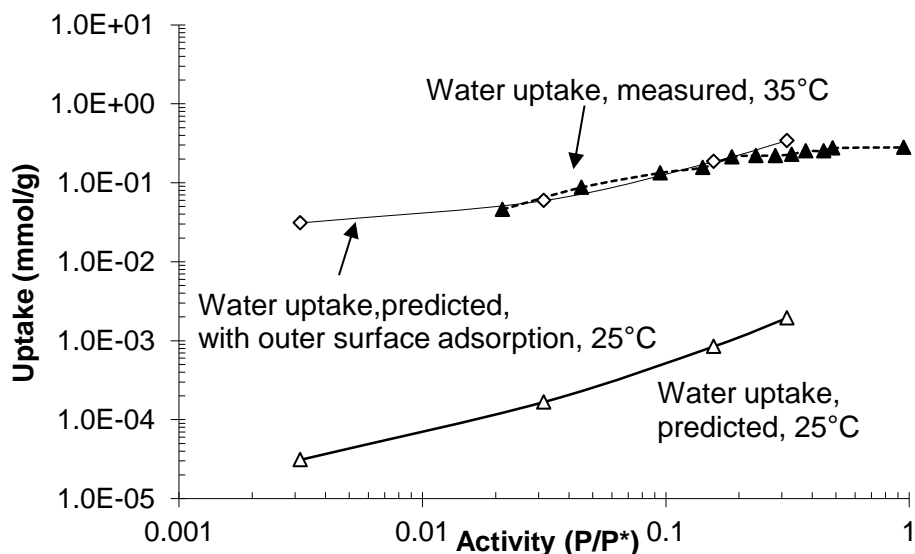 1.0E+01
1.0E+00
1.0E-01
1.0E-02
1.0E-03
1.0E-04
1.0E-05
Uptake (mmol/g)
Water uptake, measured, 35°C
Water uptake,predicted,
with outer surface adsorption, 25°C
Water uptake,
predicted, 25°C
0.001
0.01
0.1
1
Activity (P/P*)